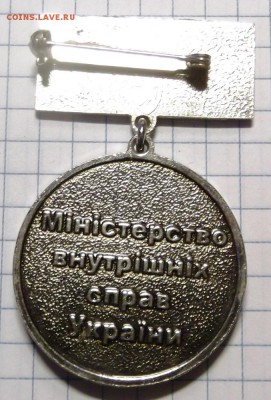 COINS.LAVE.RU
Міністерство
внутрішніх
справ
України